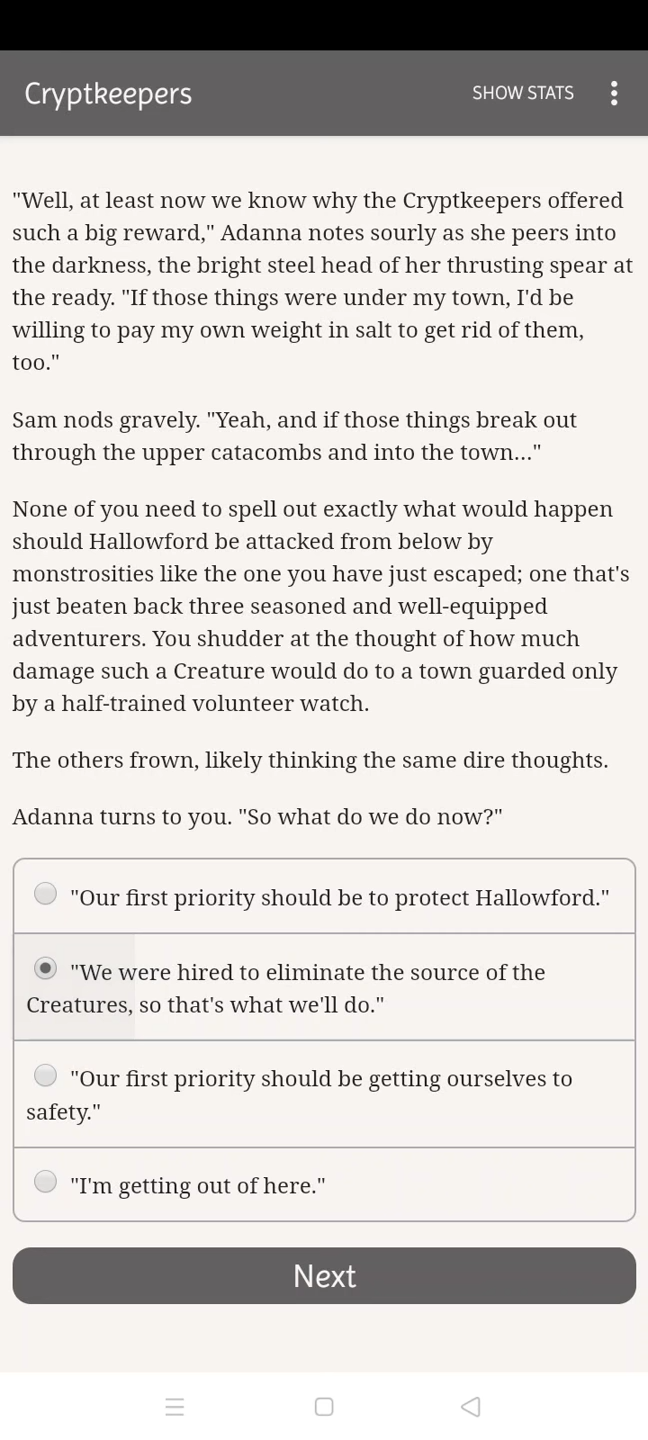 Cryptkeepers
SHOW STATS
"Well, at least now we know why the Cryptkeepers offered
such a big reward," Adanna notes sourly as she peers into
the darkness, the bright steel head of her thrusting spear at
the ready. "If those things were under my town, I'd be
willing to pay my own weight in salt to get rid of them,
too."
Sam nods gravely. "Yeah, and if those things break out
through the upper catacombs and into the town..."
None of you need to spell out exactly what would happen
should Hallowford be attacked from below by
monstrosities like the one you have just escaped; one that's
just beaten back three seasoned and well-equipped
adventurers. You shudder at the thought of how much
damage such a Creature would do to a town guarded only
by a half-trained volunteer watch.
The others frown, likely thinking the same dire thoughts.
Adanna turns to you. "So what do we do now?"
"Our first priority should be to protect Hallowford."
"We were hired to eliminate the source of the
Creatures, so that's what we'll do."
"Our first priority should be getting ourselves to
safety."
"I'm getting out of here."
Next